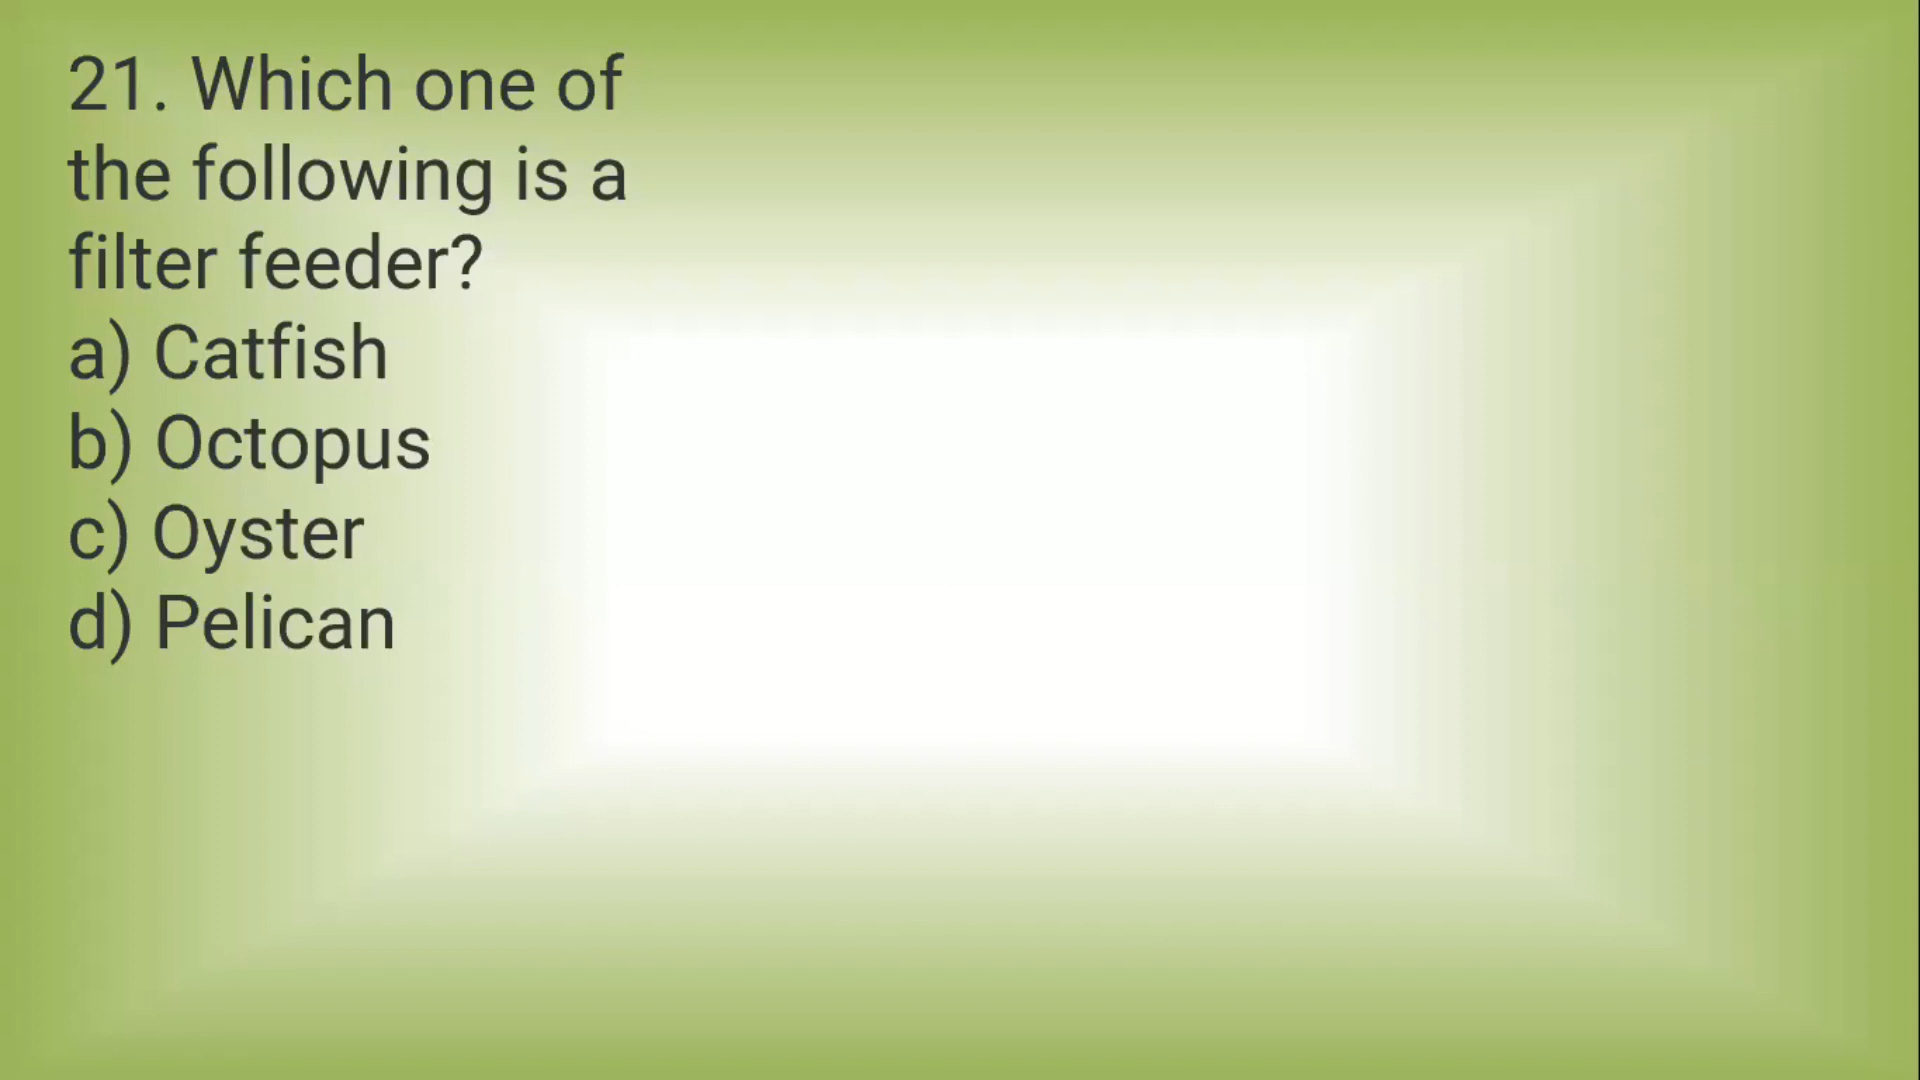 21. Which one of
the following is a
filter feeder?
a) Catfish
b) Octopus
c) Oyster
d) Pelican